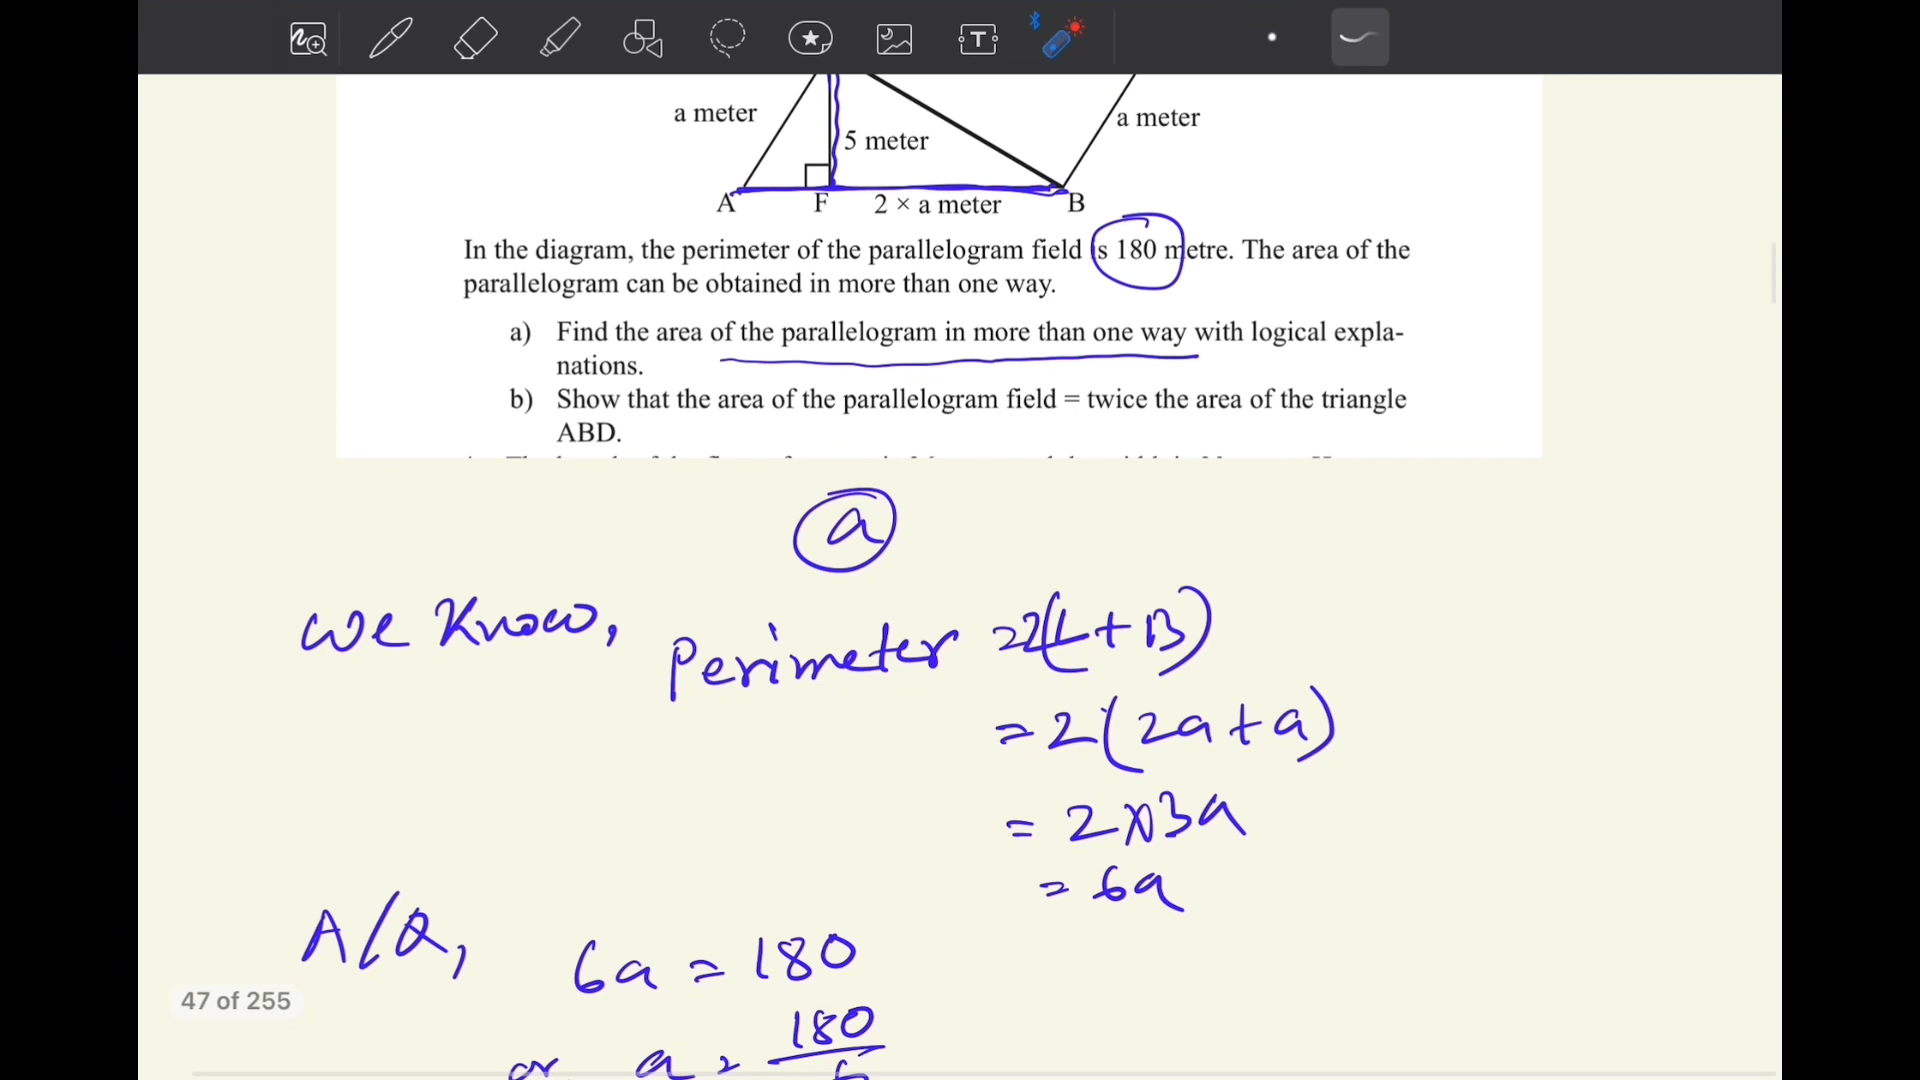 a meter
a meter
5 meter
A F 2 × a meter B
In the diagram, the perimeter of the parallelogram field is 180 metre. The area of the
parallelogram can be obtained in more than one way.
a) Find the area of the parallelogram in more than one way with logical expla-
nations.
b) Show that the area of the parallelogram field = twice the area of the triangle
ABD.
a
We Know, Perimeter = 2(L+B)
= 2(2a+a)
= 2×3a
= 6a
A/Q, 6a = 180
47 of 255
or a = 180